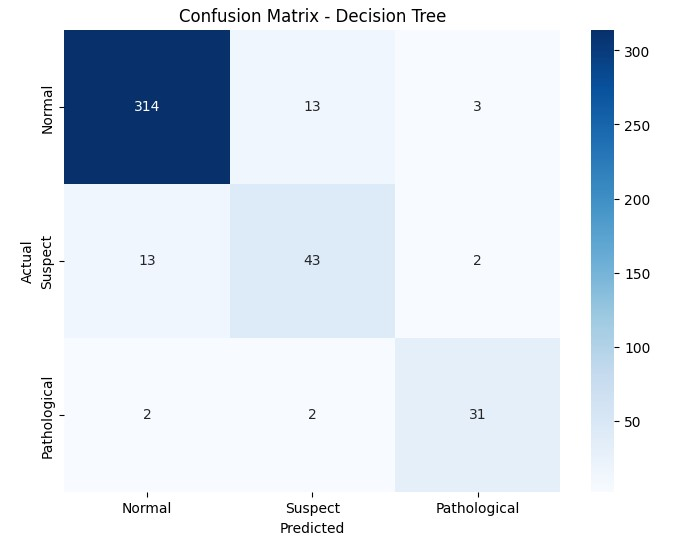 Confusion Matrix - Decision Tree
Normal
314
13
3
Actual
Suspect
13
43
2
Pathological
2
2
31
Normal
Suspect
Pathological
Predicted
300
250
200
150
100
50